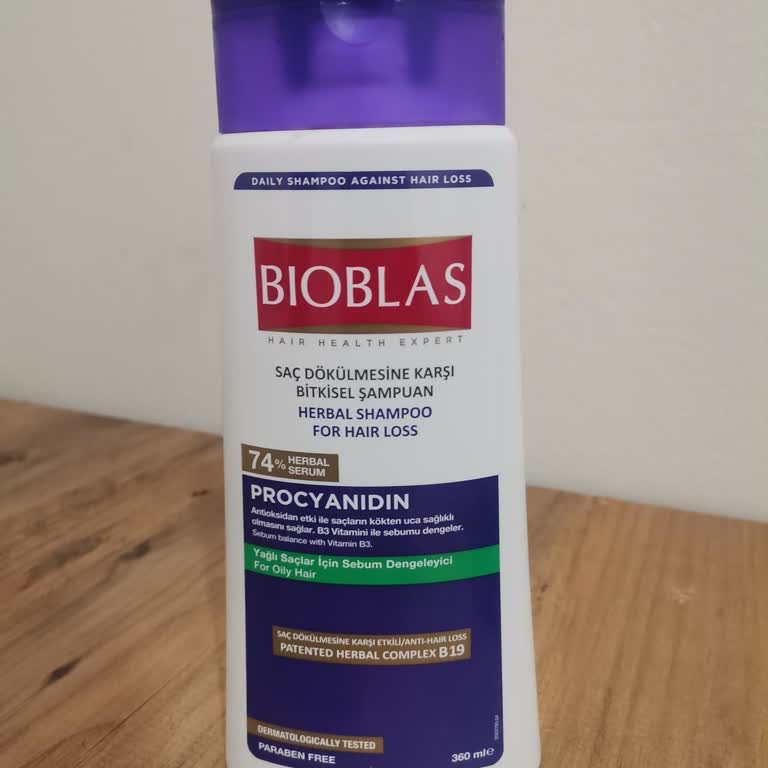 DAILY SHAMPOO AGAINST HAIR LOSS
BIOBLAS
HAIR HEALTH EXPERT
SAÇ DÖKÜLMESİNE KARŞI
BİTKİSEL ŞAMPUAN
HERBAL SHAMPOO
FOR HAIR LOSS
74% HERBAL SERUM
PROCYANIDIN
Antioksidan etki ile saçların kökten uca sağlıklı
olmasını sağlar. B3 Vitamini ile sebumu dengeler.
Sebum balance with Vitamin B3.
Yağlı Saçlar İçin Sebum Dengeleyici
For Oily Hair
SAÇ DÖKÜLMESİNE KARŞI ETKİLİ/ANTI-HAIR LOSS
PATENTED HERBAL COMPLEX B19
DERMATOLOGICALLY TESTED
PARABEN FREE
360 ml℮